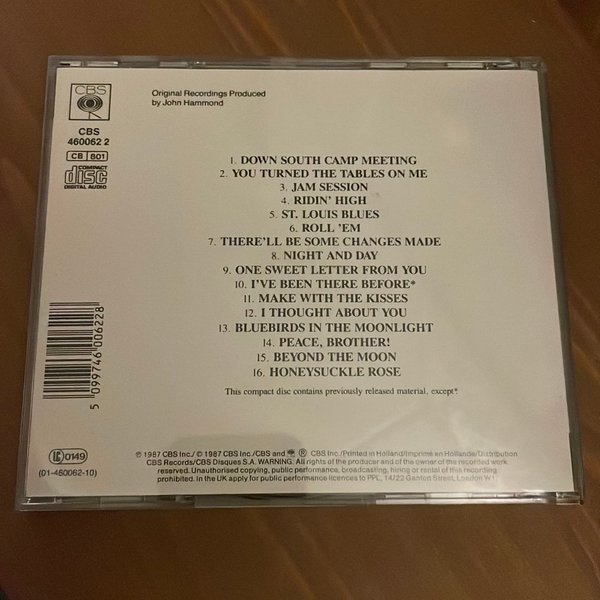 CBS
CBS
460062 2
CB 801
COMPACT
disc
DIGITAL AUDIO
Original Recordings Produced
by John Hammond
1. DOWN SOUTH CAMP MEETING
2. YOU TURNED THE TABLES ON ME
3. JAM SESSION
4. RIDIN' HIGH
5. ST. LOUIS BLUES
6. ROLL 'EM
7. THERE'LL BE SOME CHANGES MADE
8. NIGHT AND DAY
9. ONE SWEET LETTER FROM YOU
10. I'VE BEEN THERE BEFORE*
11. MAKE WITH THE KISSES
12. I THOUGHT ABOUT YOU
13. BLUEBIRDS IN THE MOONLIGHT
14. PEACE, BROTHER!
15. BEYOND THE MOON
16. HONEYSUCKLE ROSE
This compact disc contains previously released material, except*.
5 099746 006228
LC 0149
(01-460062-10)
℗ 1987 CBS Inc./© 1987 CBS Inc./CBS and ® CBS Inc./Printed in Holland/Imprimé en Hollande/Distribution
CBS Records/CBS Disques S.A. WARNING: All rights of the producer and of the owner of the recorded work
reserved. Unauthorised copying, public performance, broadcasting, hiring or rental of this recording
prohibited. In the UK apply for public performance licences to PPL, 14/22 Ganton Street, London W1